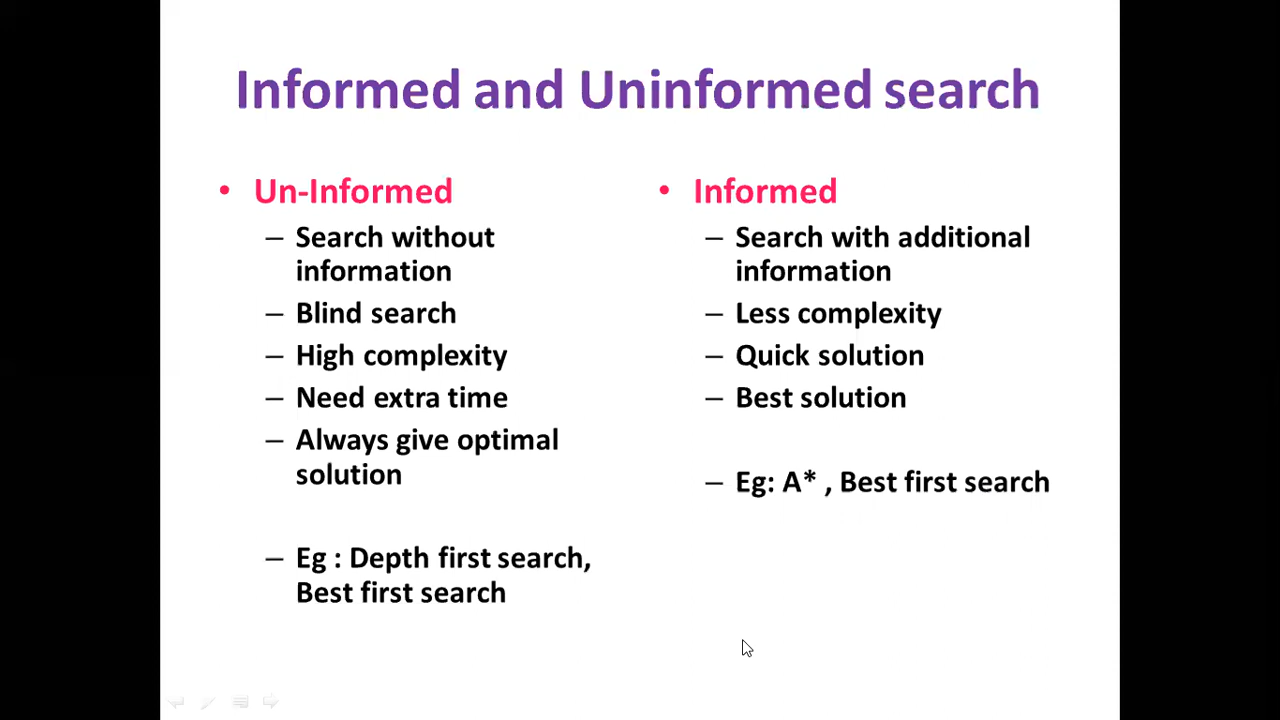 Informed and Uninformed search
• Un-Informed
– Search without
information
– Blind search
– High complexity
– Need extra time
– Always give optimal
solution
– Eg : Depth first search,
Best first search
• Informed
– Search with additional
information
– Less complexity
– Quick solution
– Best solution
– Eg: A* , Best first search